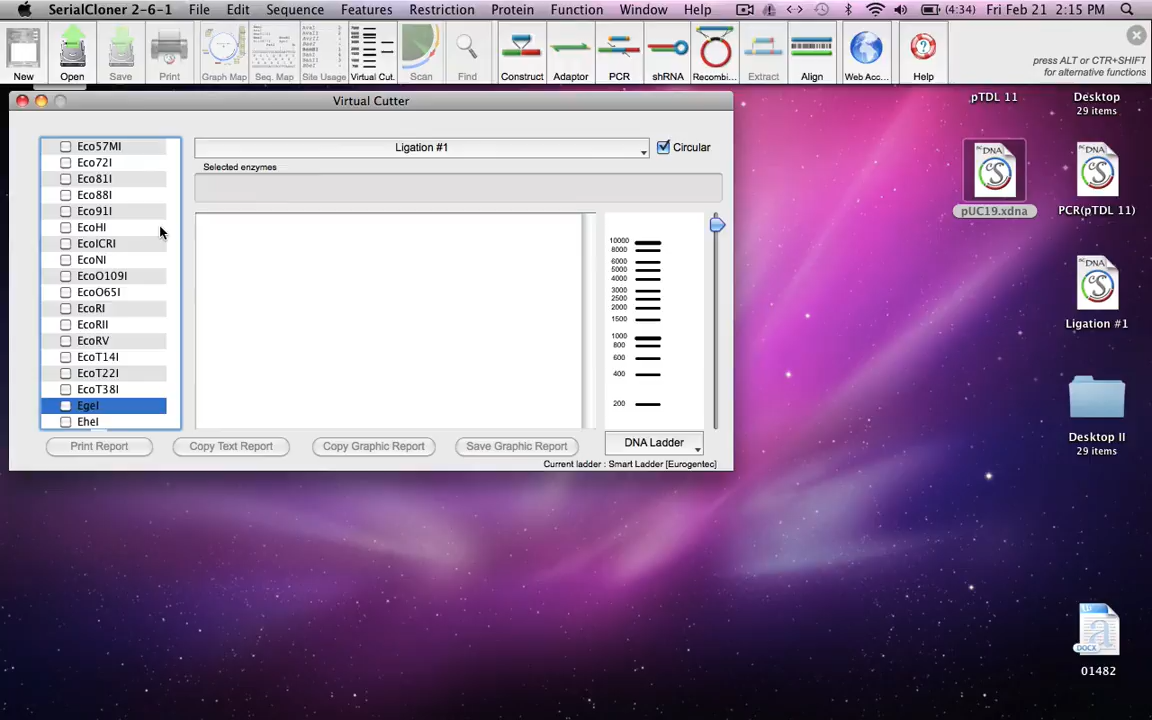 SerialCloner 2-6-1 File Edit Sequence Features Restriction Protein Function Window Help (4:34) Fri Feb 21 2:15 PM
New Open Save Print Graph Map Seq. Map Site Usage Virtual Cut. Scan Find Construct Adaptor PCR shRNA Recombi... Extract Align Web Acc... Help
press ALT or CTR+SHIFT
for alternative functions
Virtual Cutter
pTDL 11
Desktop
29 items
Eco57MI
Eco72I
Eco81I
Eco88I
Eco91I
EcoHI
EcoICRI
EcoNI
EcoO109I
EcoO65I
EcoRI
EcoRII
EcoRV
EcoT14I
EcoT22I
EcoT38I
EgeI
EheI
Ligation #1
Circular
Selected enzymes
10000
8000
6000
5000
4000
3000
2500
2000
1500
1000
800
600
400
200
Print Report Copy Text Report Copy Graphic Report Save Graphic Report DNA Ladder
Current ladder : Smart Ladder [Eurogentec]
DNA
pUC19.xdna
DNA
PCR(pTDL 11)
DNA
Ligation #1
Desktop II
29 items
DOCX
01482